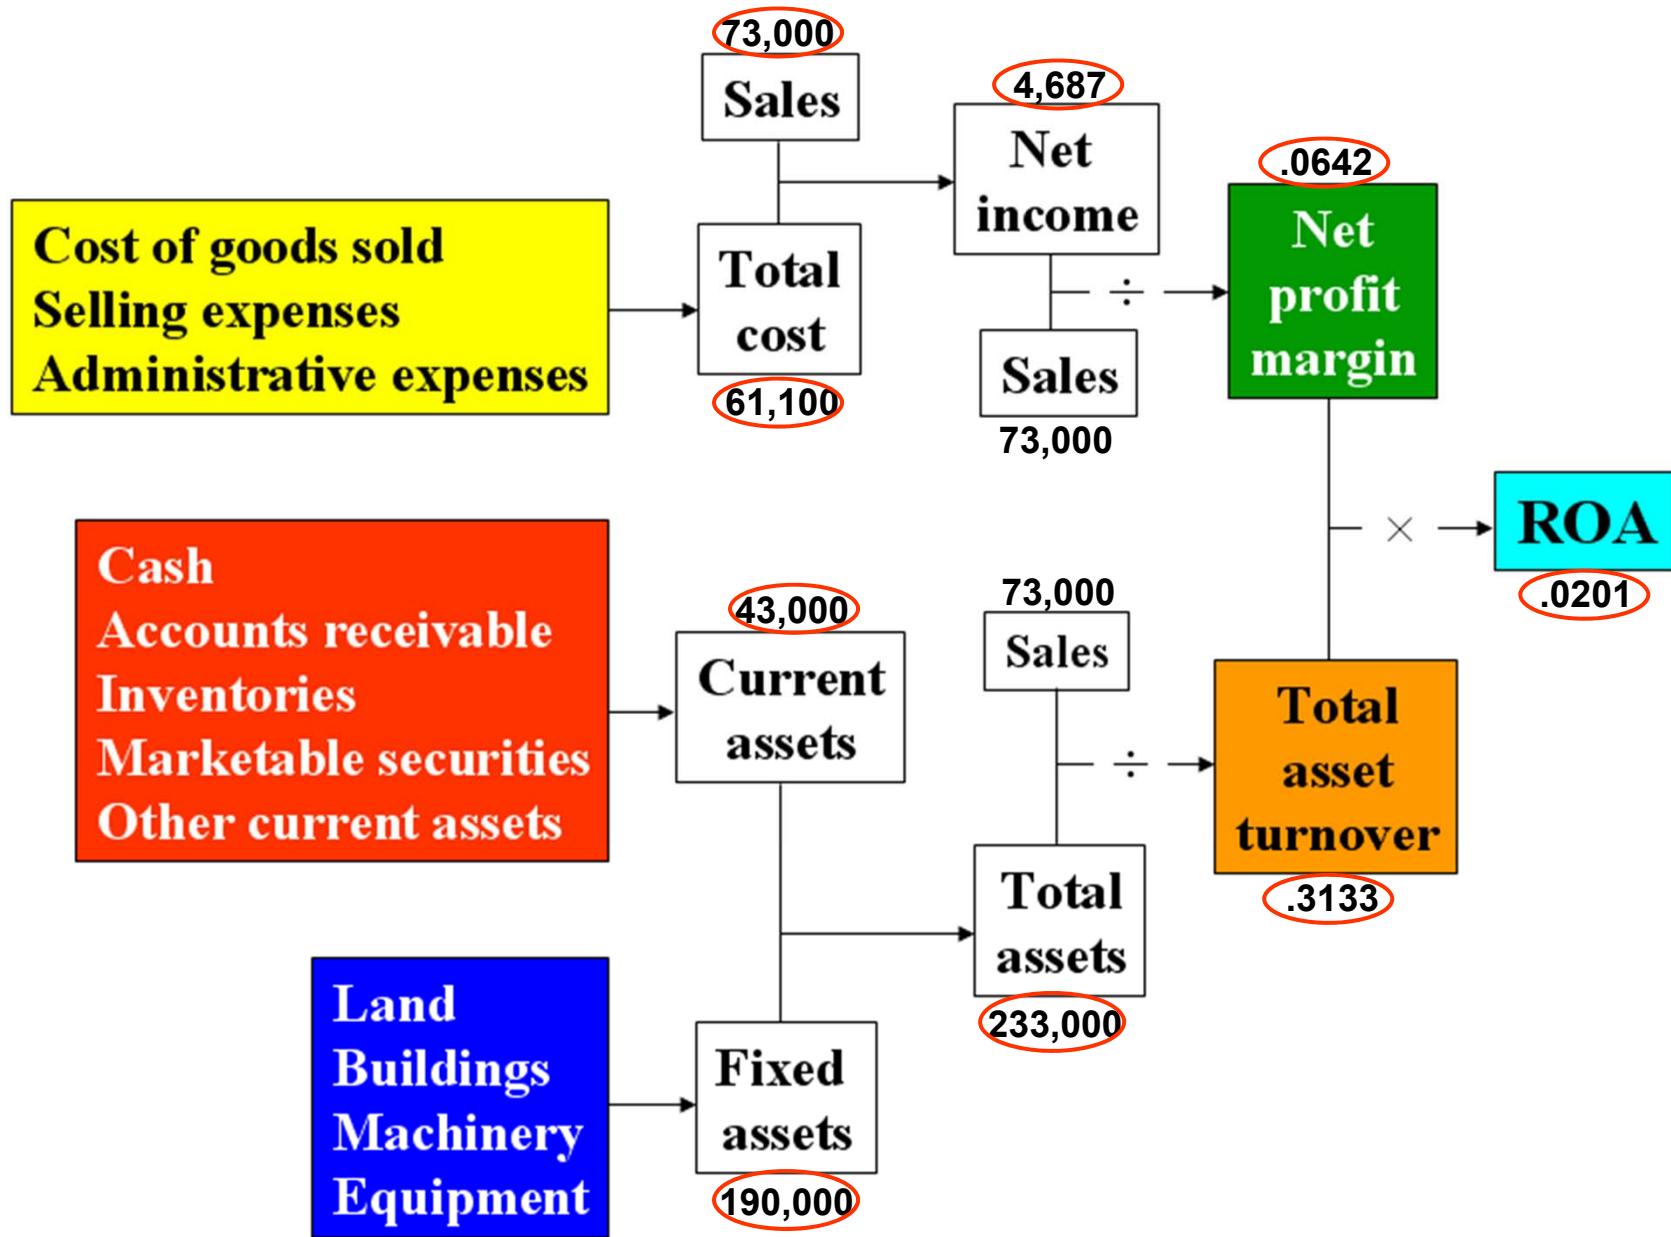 73,000
Sales
4,687
Net
income
.0642
Net
profit
margin
Cost of goods sold
Selling expenses
Administrative expenses
Total
cost
61,100
÷
Sales
73,000
×
ROA
.0201
Cash
Accounts receivable
Inventories
Marketable securities
Other current assets
43,000
Current
assets
73,000
Sales
÷
Total
asset
turnover
.3133
Total
assets
233,000
Land
Buildings
Machinery
Equipment
Fixed
assets
190,000